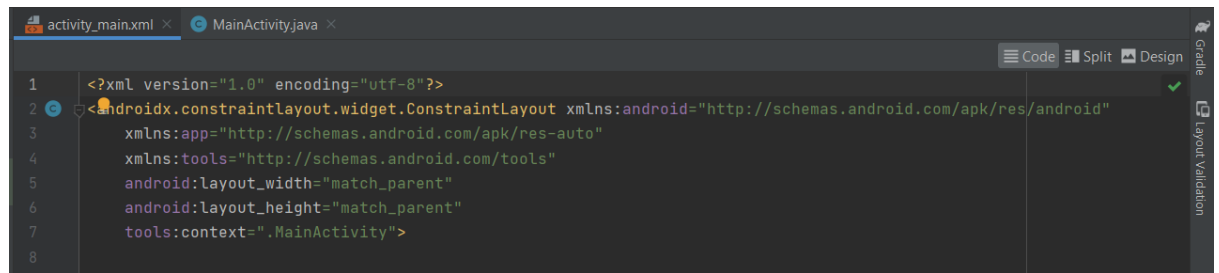 activity_main.xml MainActivity.java
Code Split Design
1 <?xml version="1.0" encoding="utf-8"?>
2 <androidx.constraintlayout.widget.ConstraintLayout xmlns:android="http://schemas.android.com/apk/res/android"
3 xmlns:app="http://schemas.android.com/apk/res-auto"
4 xmlns:tools="http://schemas.android.com/tools"
5 android:layout_width="match_parent"
6 android:layout_height="match_parent"
7 tools:context=".MainActivity">
8
Gradle
Layout Validation